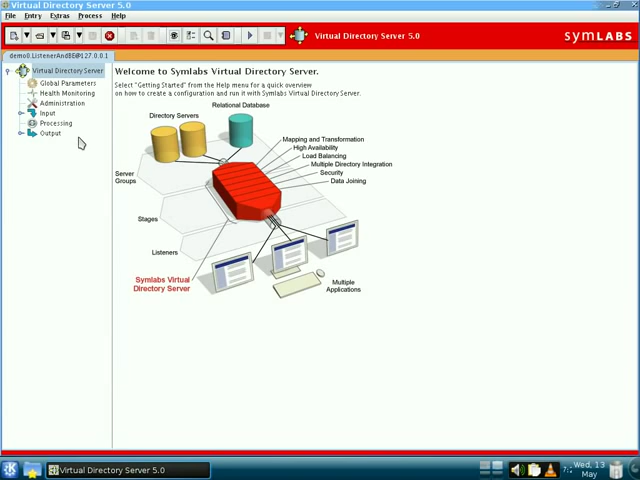 Virtual Directory Server 5.0
File Entry Extras Process Help
Virtual Directory Server 5.0
symLABS
demo0.ListenerAndBE@127.0.0.1
Virtual Directory Server
Global Parameters
Health Monitoring
Administration
Input
Processing
Output
Welcome to Symlabs Virtual Directory Server.
Select "Getting Started" from the Help menu for a quick overview
on how to create a configuration and run it with Symlabs Virtual Directory Server.
Relational Database
Directory Servers
Mapping and Transformation
High Availability
Load Balancing
Multiple Directory Integration
Security
Data Joining
Server
Groups
Stages
Listeners
Symlabs Virtual
Directory Server
Multiple
Applications
Virtual Directory Server 5.0
Wed, 13
May